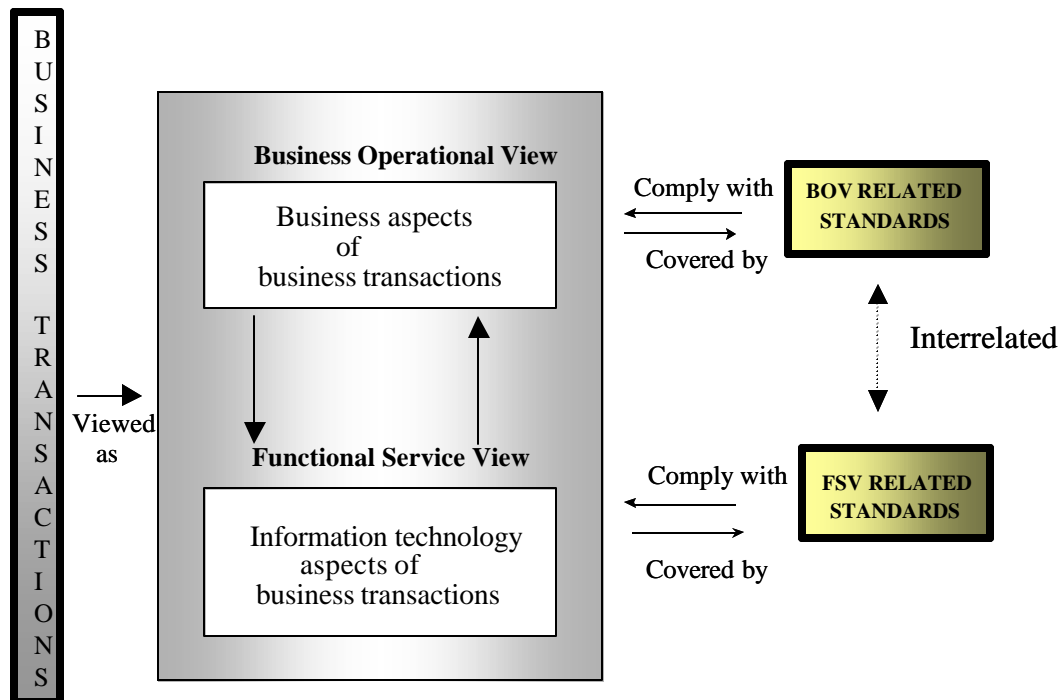 BUSINESS TRANSACTIONS
Viewed
as
Business Operational View
Business aspects
of
business transactions
Functional Service View
Information technology
aspects of
business transactions
Comply with
Covered by
BOV RELATED
STANDARDS
Interrelated
Comply with
Covered by
FSV RELATED
STANDARDS